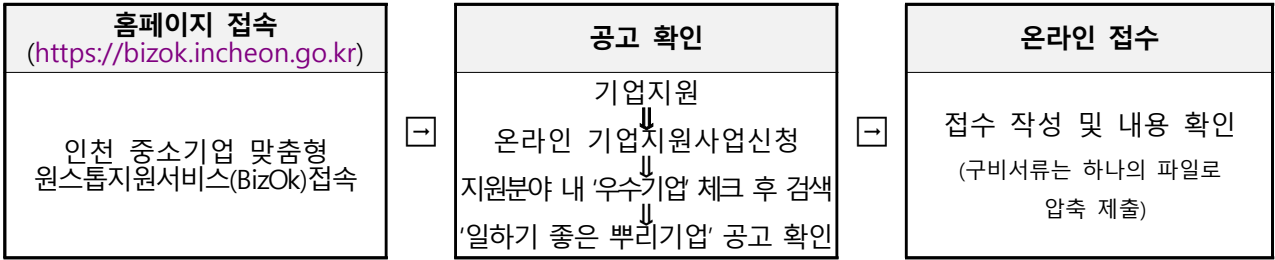 홈페이지 접속
(https://bizok.incheon.go.kr)
인천 중소기업 맞춤형
원스톱지원서비스(BizOk)접속
→
공고 확인
기업지원
⇓
온라인 기업지원사업신청
⇓
지원분야 내 '우수기업' 체크 후 검색
⇓
'일하기 좋은 뿌리기업' 공고 확인
→
온라인 접수
접수 작성 및 내용 확인
(구비서류는 하나의 파일로
압축 제출)